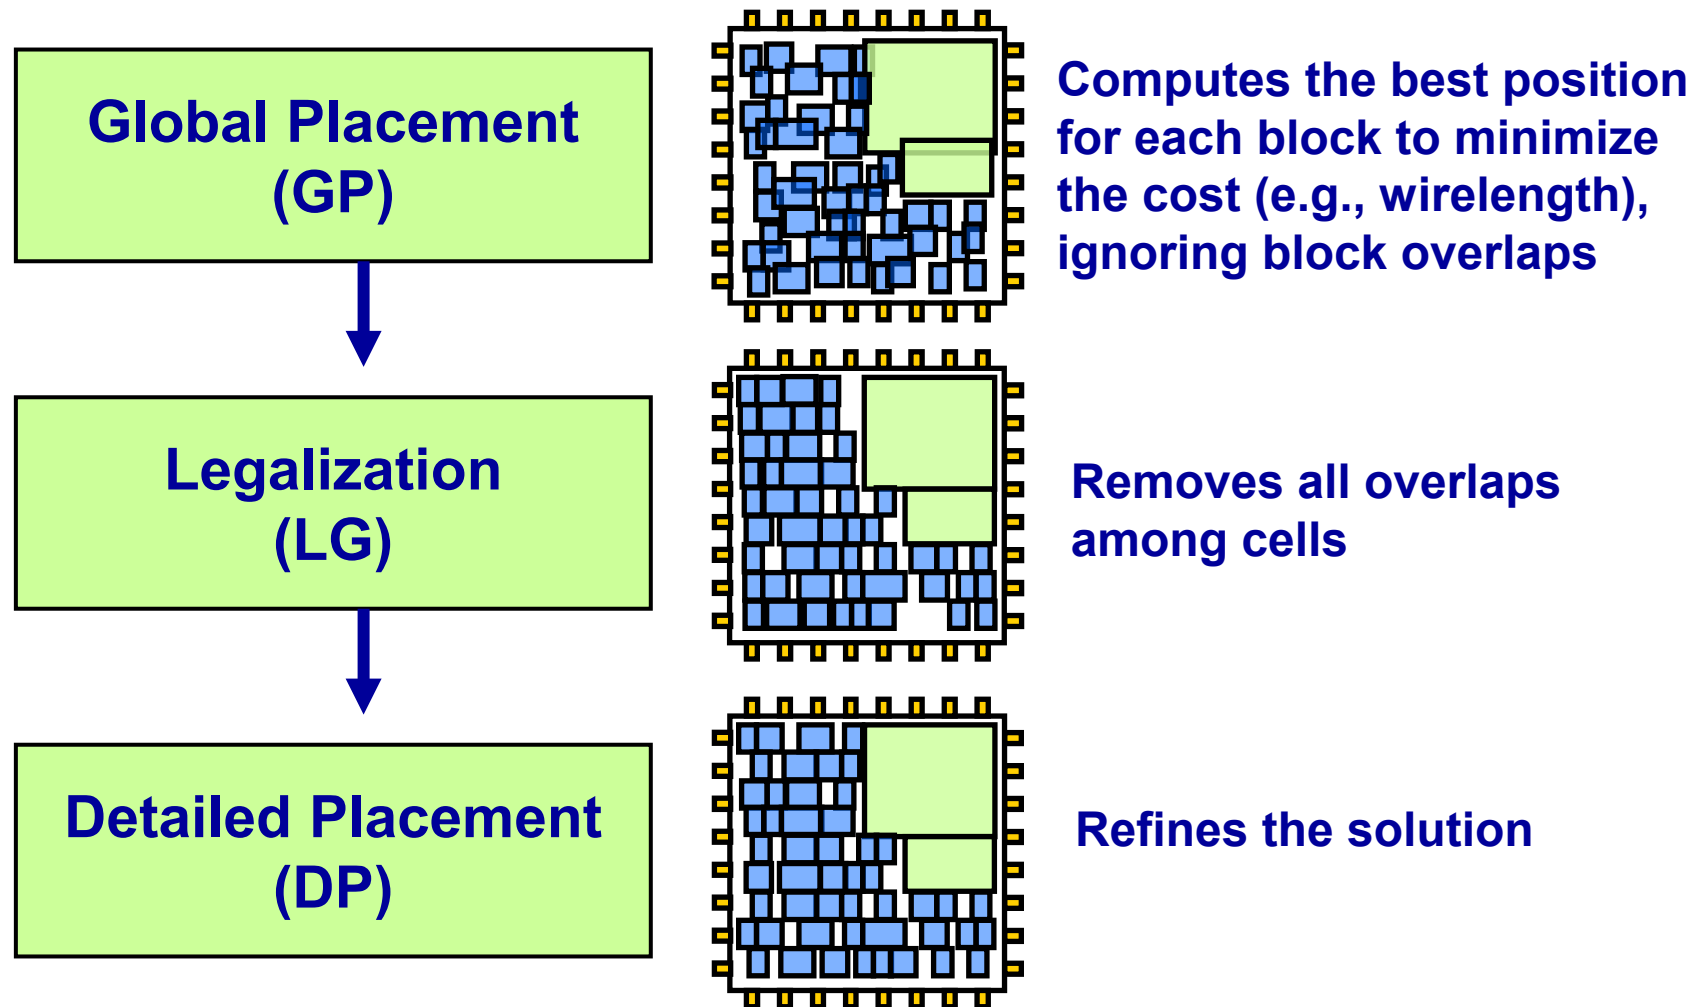 Global Placement
(GP)
Computes the best position
for each block to minimize
the cost (e.g., wirelength),
ignoring block overlaps
Legalization
(LG)
Removes all overlaps
among cells
Detailed Placement
(DP)
Refines the solution